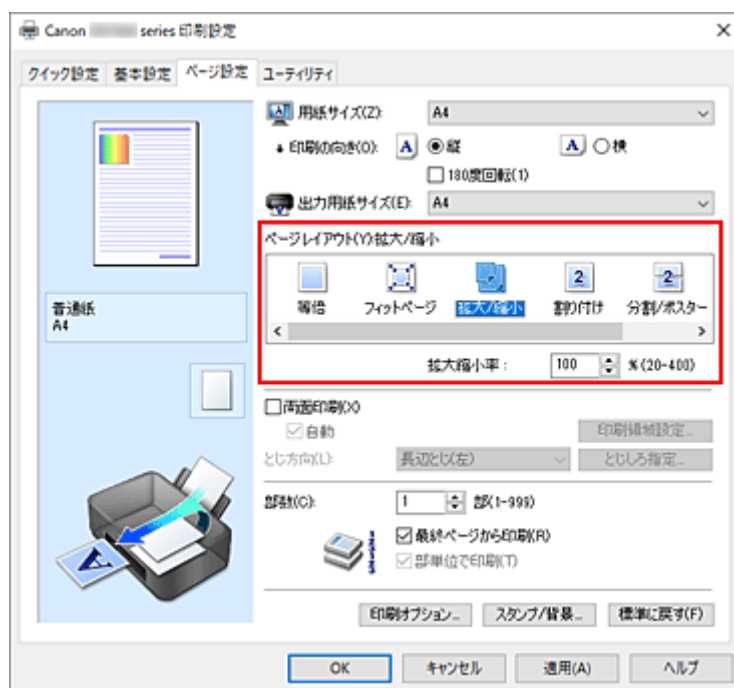 Canon series 印刷設定
クイック設定 基本設定 ページ設定 ユーティリティ
用紙サイズ(Z): A4
印刷の向き(O): A 縦 A 横
180度回転(1)
出力用紙サイズ(E): A4
ページレイアウト(Y):拡大/縮小
等倍 フィットページ 拡大/縮小 割り付け 分割/ポスター
拡大縮小率: 100 % (20-400)
普通紙
A4
両面印刷(X)
自動 印刷領域設定...
とじ方向(L): 長辺とじ(左) とじしろ指定...
部数(C): 1 部(1-999)
最終ページから印刷(R)
部単位で印刷(T)
印刷オプション... スタンプ/背景... 標準に戻す(F)
OK キャンセル 適用(A) ヘルプ